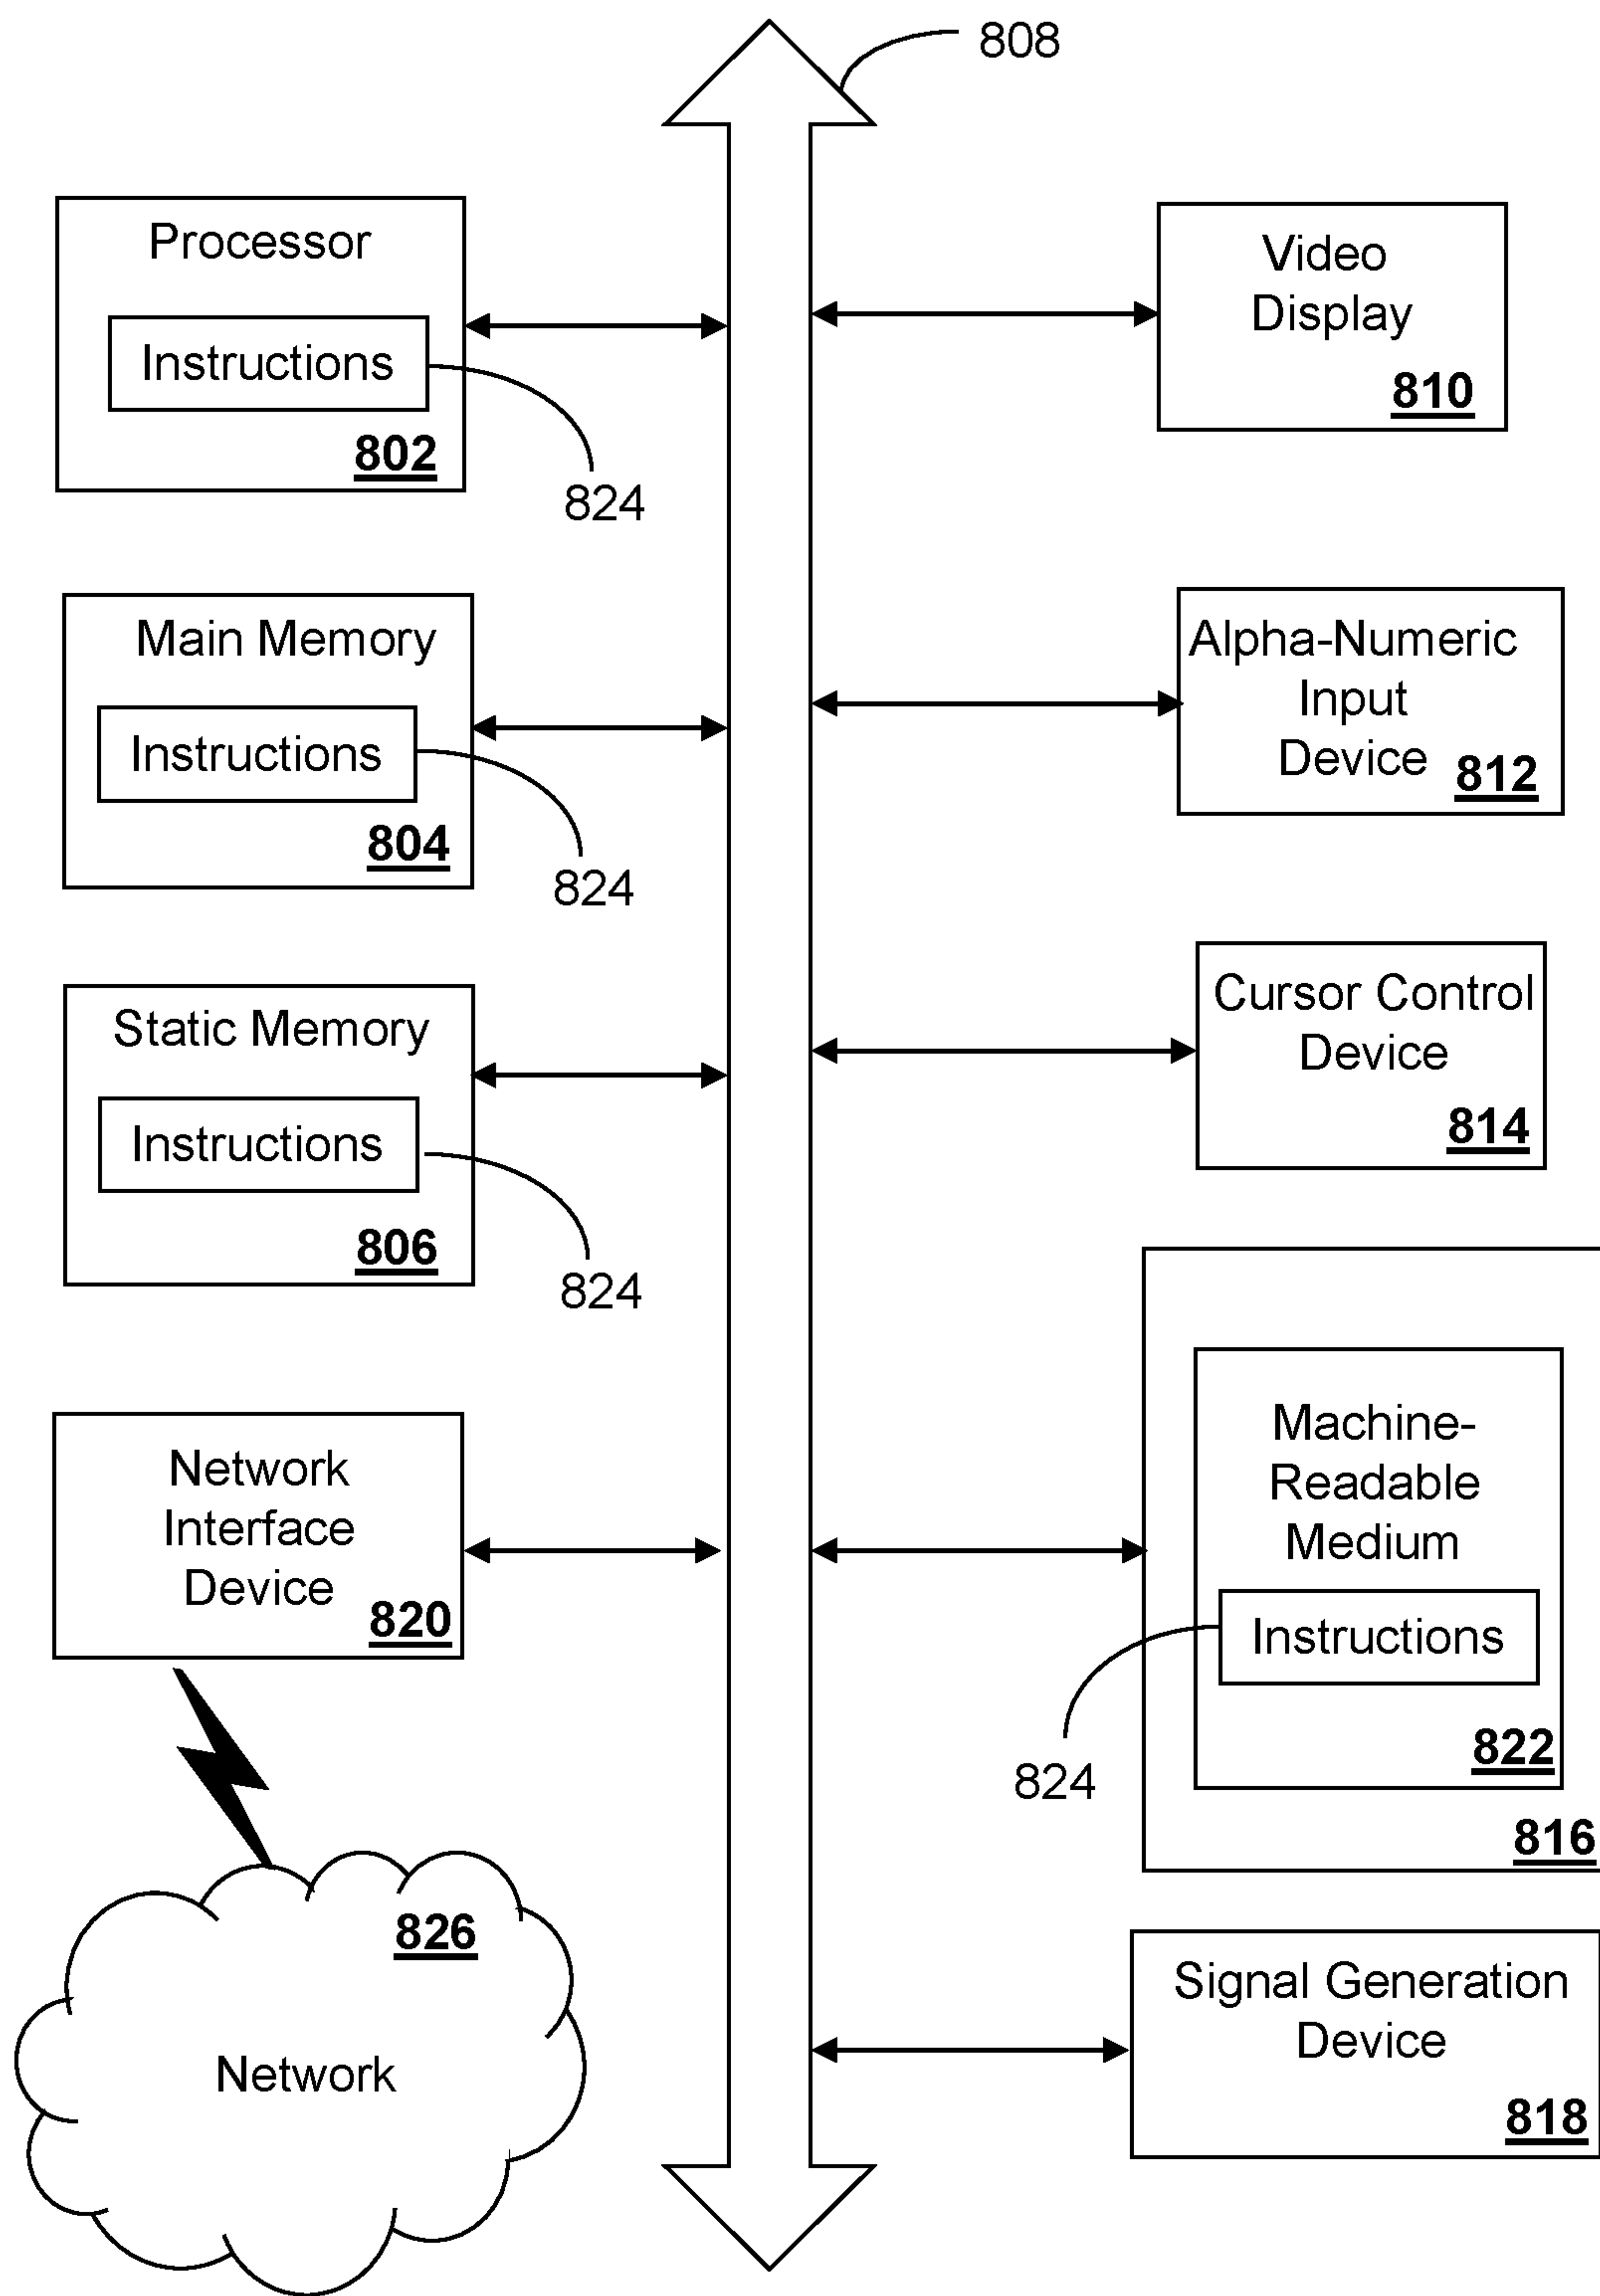 808
Processor
Instructions
802
824
Main Memory
Instructions
804
824
Static Memory
Instructions
806
824
Network
Interface
Device
820
826
Network
Video
Display
810
Alpha-Numeric
Input
Device
812
Cursor Control
Device
814
Machine-
Readable
Medium
Instructions
822
824
816
Signal Generation
Device
818